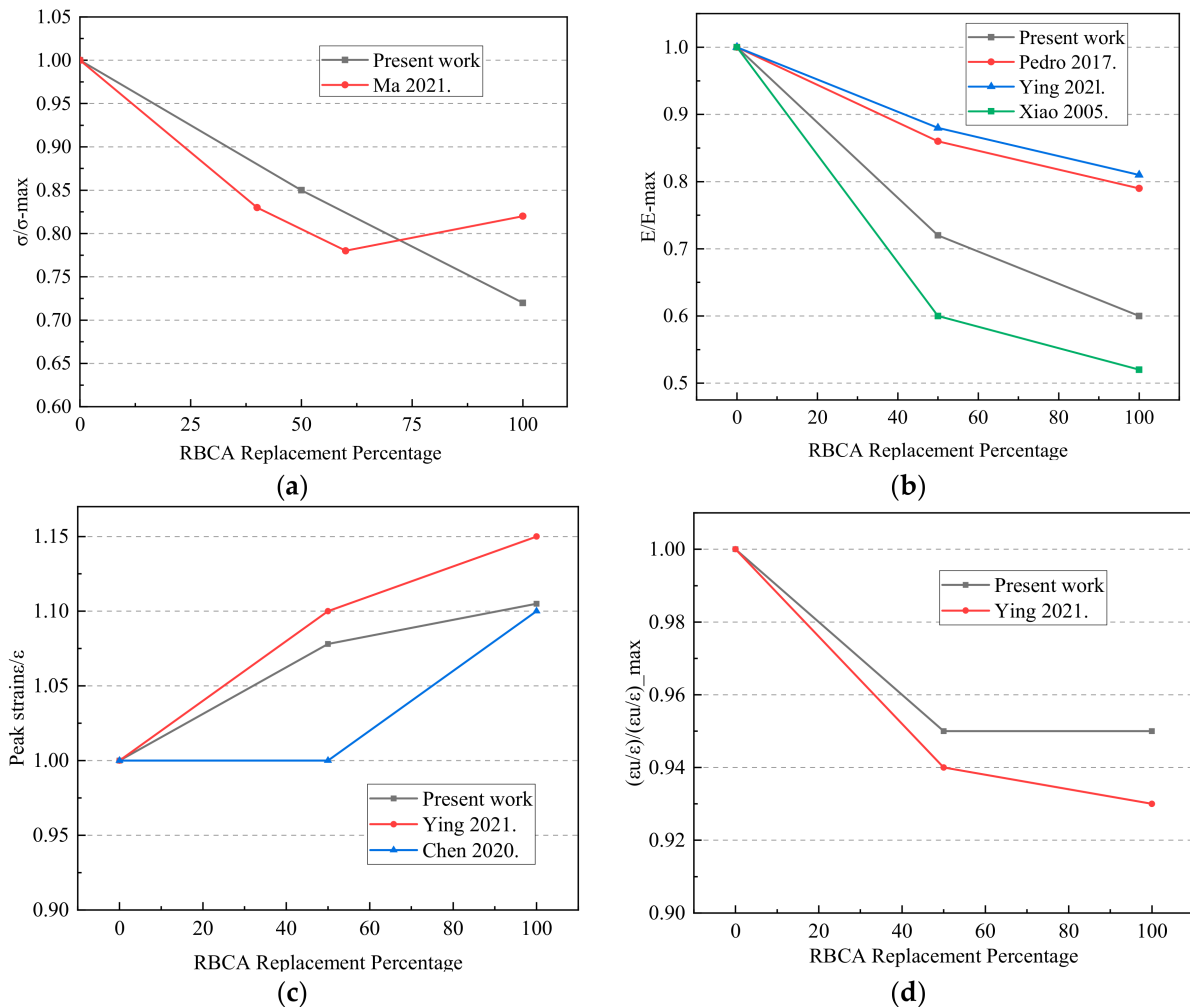 1.05
1.00
0.95
0.90
0.85
0.80
0.75
0.70
0.65
0.60
σ/σ-max
Present work
Ma 2021.
0
25
50
75
100
RBCA Replacement Percentage
(a)
1.0
0.9
0.8
0.7
0.6
0.5
E/E-max
Present work
Pedro 2017.
Ying 202l.
Xiao 2005.
0
20
40
60
80
100
RBCA Replacement Percentage
(b)
1.15
1.10
1.05
1.00
0.95
0.90
Peak strainε/ε
Present work
Ying 2021.
Chen 2020.
0
20
40
60
80
100
RBCA Replacement Percentage
(c)
1.00
0.98
0.96
0.94
0.92
0.90
(εu/ε)/(εu/ε)_max
Present work
Ying 2021.
0
20
40
60
80
100
RBCA Replacement Percentage
(d)